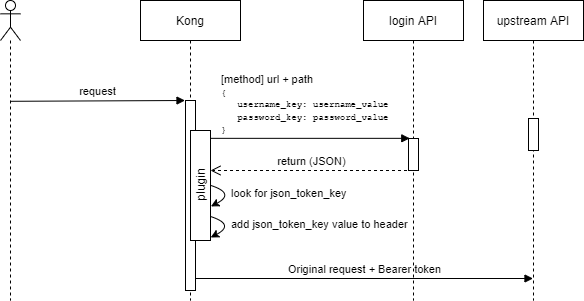 Kong
login API
upstream API
request
[method] url + path
{
username_key: username_value
password_key: password_value
}
return (JSON)
plugin
look for json_token_key
add json_token_key value to header
Original request + Bearer token